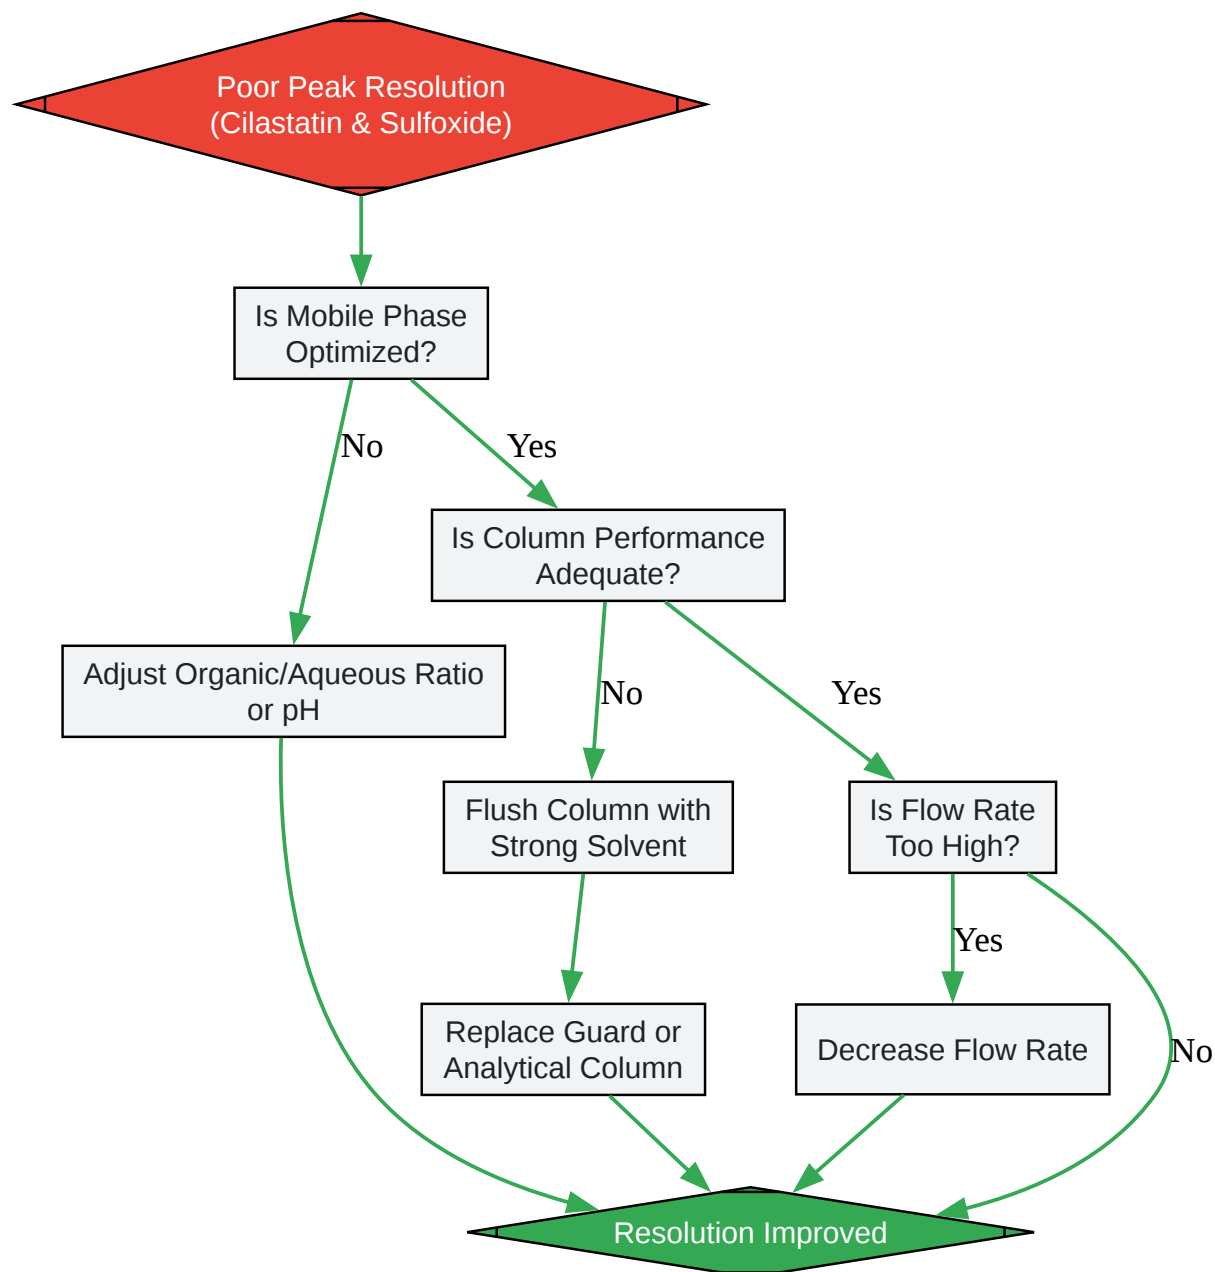 Poor Peak Resolution
(Cilastatin & Sulfoxide)
Is Mobile Phase
Optimized?
No
Yes
Is Column Performance
Adequate?
Adjust Organic/Aqueous Ratio
or pH
No
Yes
Flush Column with
Strong Solvent
Is Flow Rate
Too High?
Yes
Replace Guard or
Analytical Column
Decrease Flow Rate
No
Resolution Improved